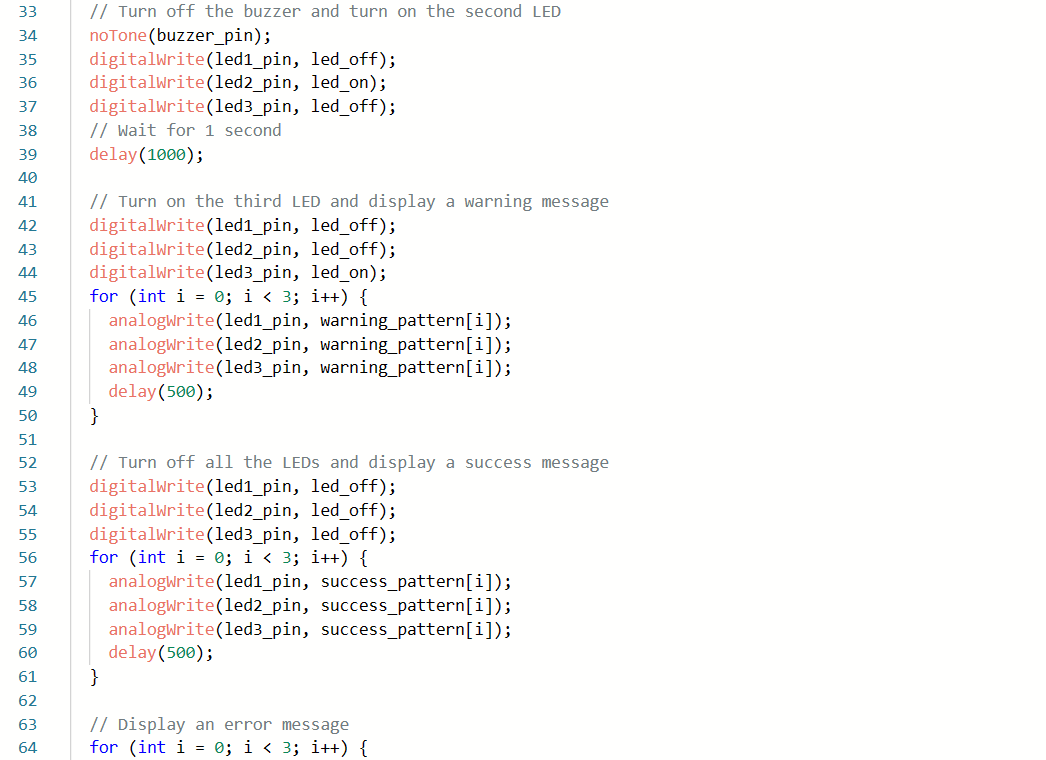 33 // Turn off the buzzer and turn on the second LED
34 noTone(buzzer_pin);
35 digitalWrite(led1_pin, led_off);
36 digitalWrite(led2_pin, led_on);
37 digitalWrite(led3_pin, led_off);
38 // Wait for 1 second
39 delay(1000);
40
41 // Turn on the third LED and display a warning message
42 digitalWrite(led1_pin, led_off);
43 digitalWrite(led2_pin, led_off);
44 digitalWrite(led3_pin, led_on);
45 for (int i = 0; i < 3; i++) {
46   analogWrite(led1_pin, warning_pattern[i]);
47   analogWrite(led2_pin, warning_pattern[i]);
48   analogWrite(led3_pin, warning_pattern[i]);
49   delay(500);
50 }
51
52 // Turn off all the LEDs and display a success message
53 digitalWrite(led1_pin, led_off);
54 digitalWrite(led2_pin, led_off);
55 digitalWrite(led3_pin, led_off);
56 for (int i = 0; i < 3; i++) {
57   analogWrite(led1_pin, success_pattern[i]);
58   analogWrite(led2_pin, success_pattern[i]);
59   analogWrite(led3_pin, success_pattern[i]);
60   delay(500);
61 }
62
63 // Display an error message
64 for (int i = 0; i < 3; i++) {